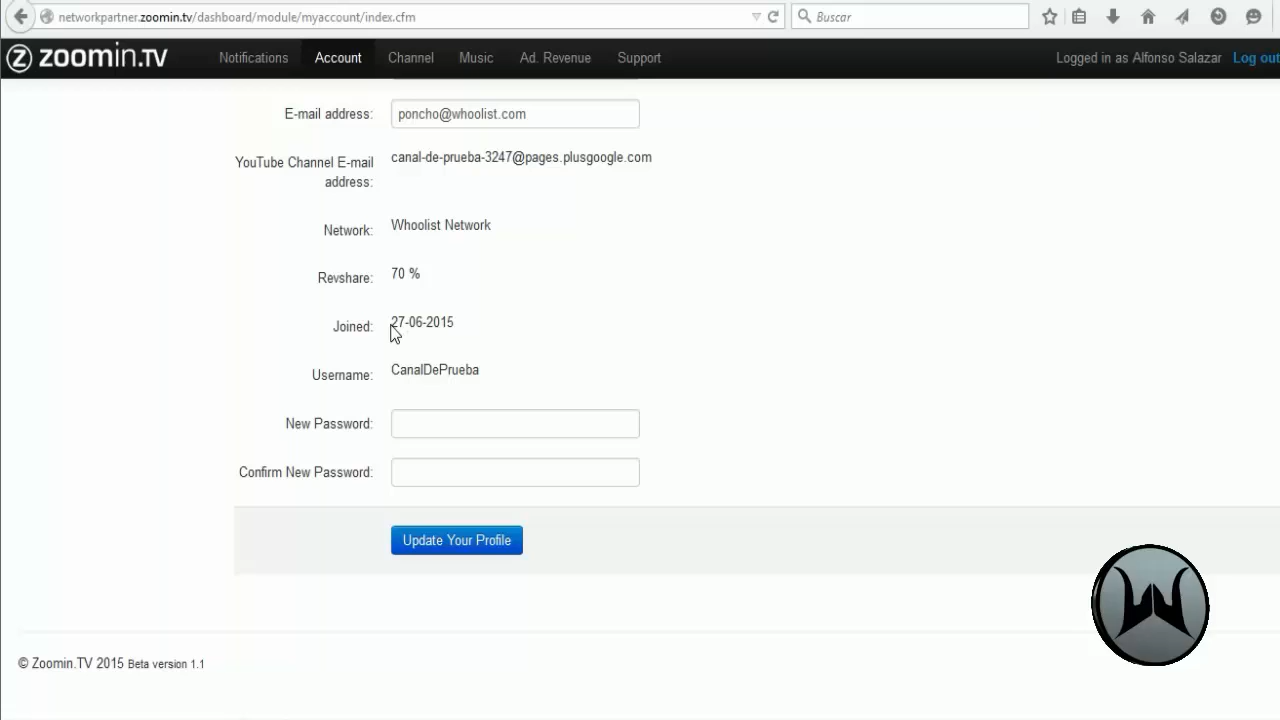 networkpartner.zoomin.tv/dashboard/module/myaccount/index.cfm
Buscar
zoomin.tv
Notifications
Account
Channel
Music
Ad. Revenue
Support
Logged in as Alfonso Salazar
Log out
E-mail address:
poncho@whoolist.com
YouTube Channel E-mail
address:
canal-de-prueba-3247@pages.plusgoogle.com
Network:
Whoolist Network
Revshare:
70 %
Joined:
27-06-2015
Username:
CanalDePrueba
New Password:
Confirm New Password:
Update Your Profile
© Zoomin.TV 2015 Beta version 1.1